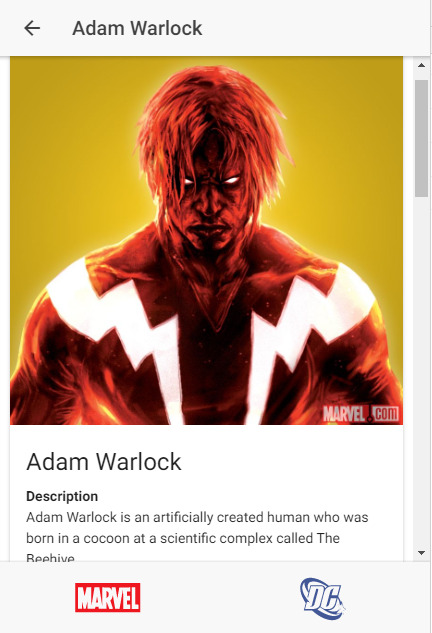 Adam Warlock
MARVEL.com
Adam Warlock
Description
Adam Warlock is an artificially created human who was
born in a cocoon at a scientific complex called The
Beehive
MARVEL
DC